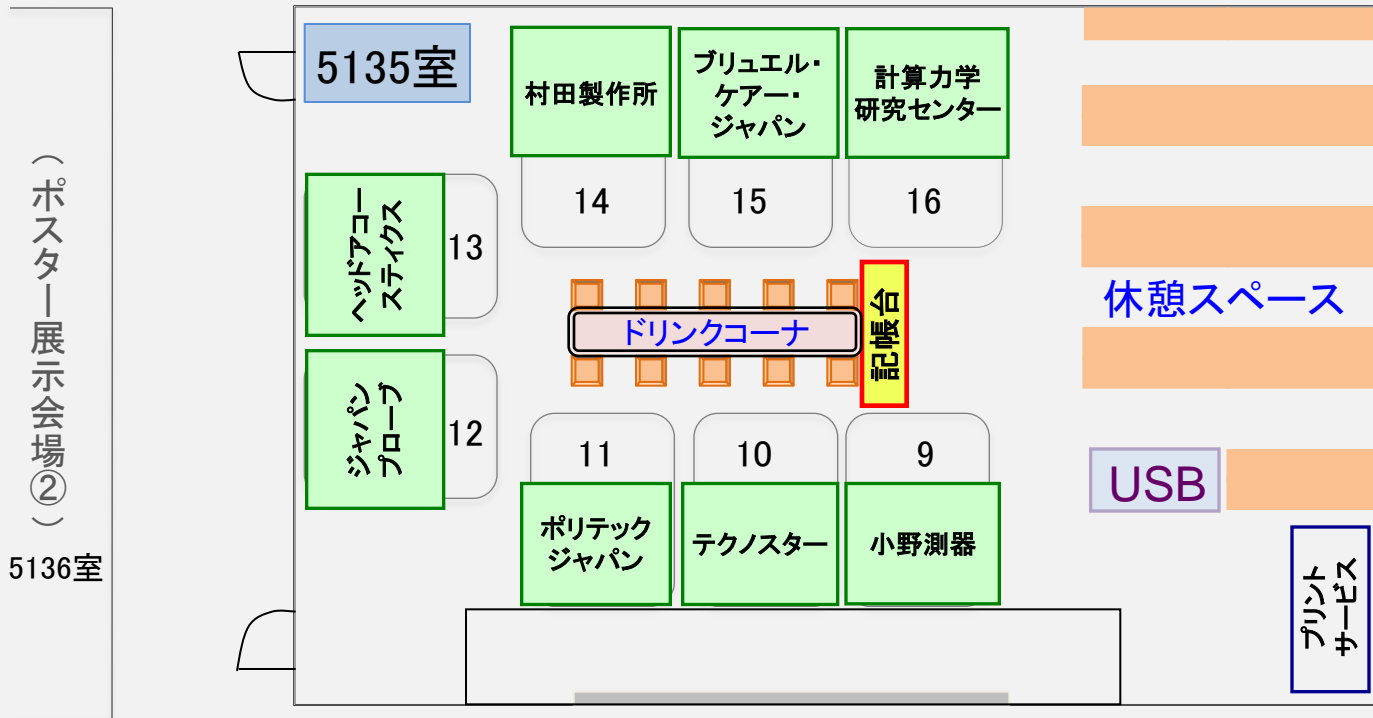 5135室
村田製作所
ブリュエル・
ケアー・
ジャパン
計算力学
研究センター
14
15
16
（ポスター展示会場②）
5136室
ヘッドアコー
スティクス
13
ジャパン
プローブ
12
ドリンクコーナ
記帳台
休憩スペース
11
10
9
ポリテック
ジャパン
テクノスター
小野測器
USB
プリント
サービス